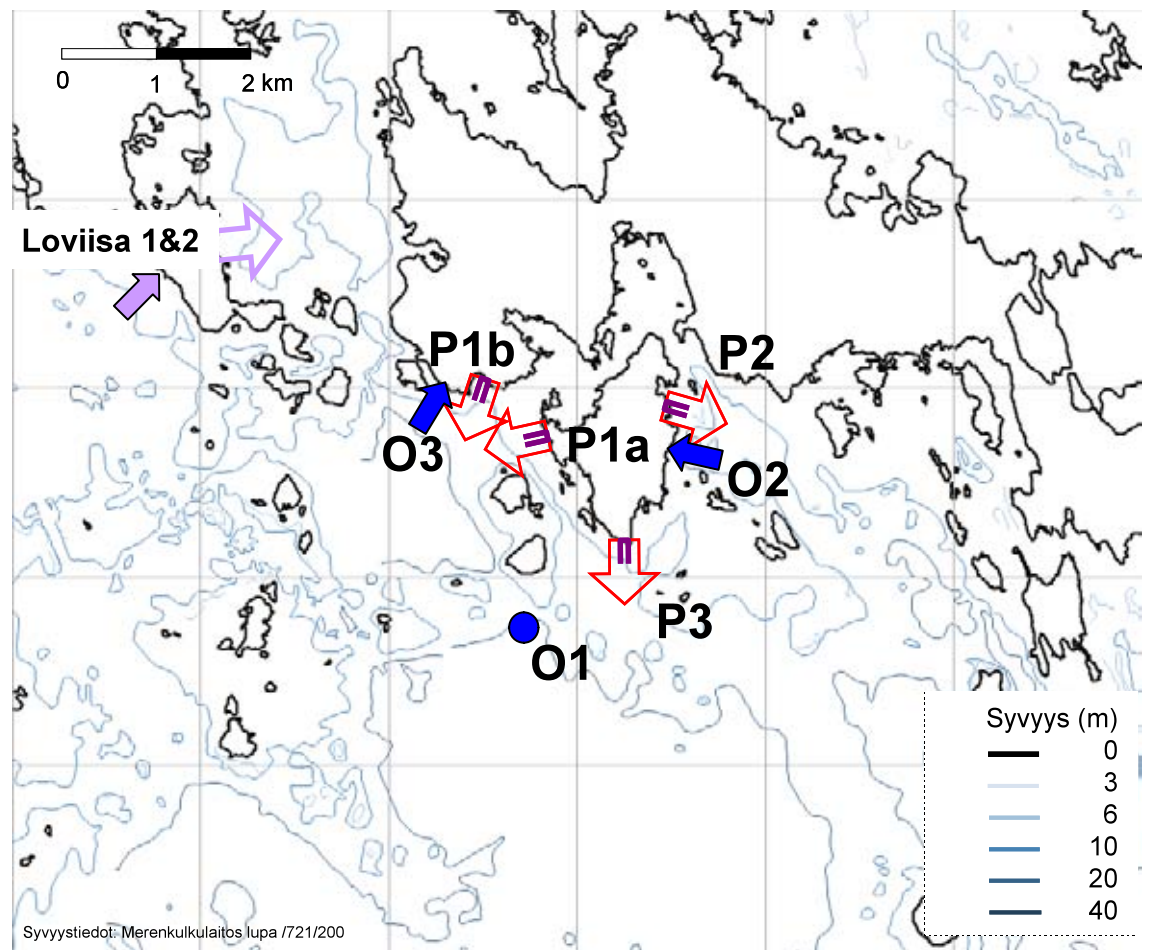 0 1 2 km
Loviisa 1&2
P1b
P2
O3
P1a
O2
P3
O1
Syvyys (m)
0
3
6
10
20
40
Syvyystiedot: Merenkulkulaitos lupa /721/200